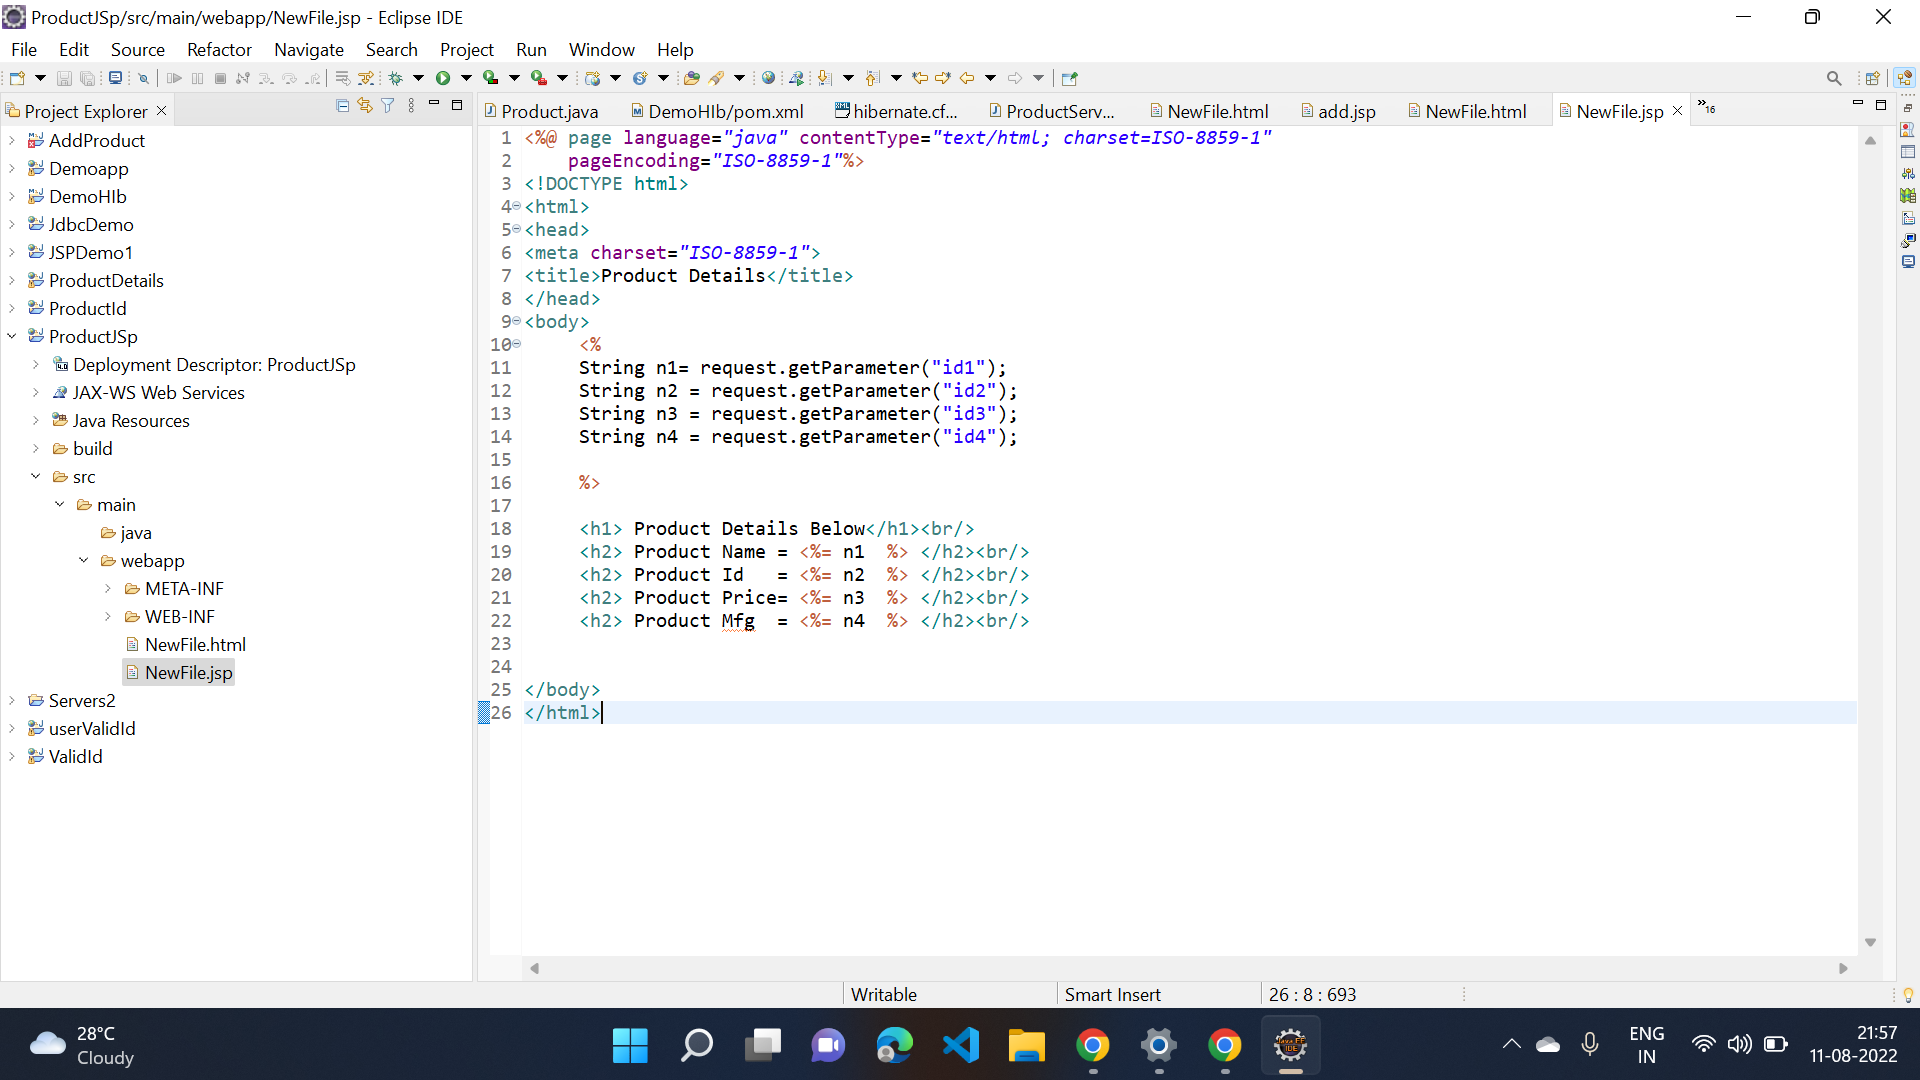 ProductJSp/src/main/webapp/NewFile.jsp - Eclipse IDE
File Edit Source Refactor Navigate Search Project Run Window Help
Project Explorer
AddProduct
Demoapp
DemoHIb
JdbcDemo
JSPDemo1
ProductDetails
ProductId
ProductJSp
Deployment Descriptor: ProductJSp
JAX-WS Web Services
Java Resources
build
src
main
java
webapp
META-INF
WEB-INF
NewFile.html
NewFile.jsp
Servers2
userValidId
ValidId
Product.java DemoHIb/pom.xml hibernate.cf... ProductServ... NewFile.html add.jsp NewFile.html NewFile.jsp »16
1 <%@ page language="java" contentType="text/html; charset=ISO-8859-1"
2     pageEncoding="ISO-8859-1"%>
3 <!DOCTYPE html>
4 <html>
5 <head>
6 <meta charset="ISO-8859-1">
7 <title>Product Details</title>
8 </head>
9 <body>
10     <%
11     String n1= request.getParameter("id1");
12     String n2 = request.getParameter("id2");
13     String n3 = request.getParameter("id3");
14     String n4 = request.getParameter("id4");
15
16     %>
17
18     <h1> Product Details Below</h1><br/>
19     <h2> Product Name = <%= n1  %> </h2><br/>
20     <h2> Product Id   = <%= n2  %> </h2><br/>
21     <h2> Product Price= <%= n3  %> </h2><br/>
22     <h2> Product Mfg  = <%= n4  %> </h2><br/>
23
24
25 </body>
26 </html>
Writable Smart Insert 26 : 8 : 693
28°C
Cloudy
Java EE
IDE
ENG
IN
21:57
11-08-2022